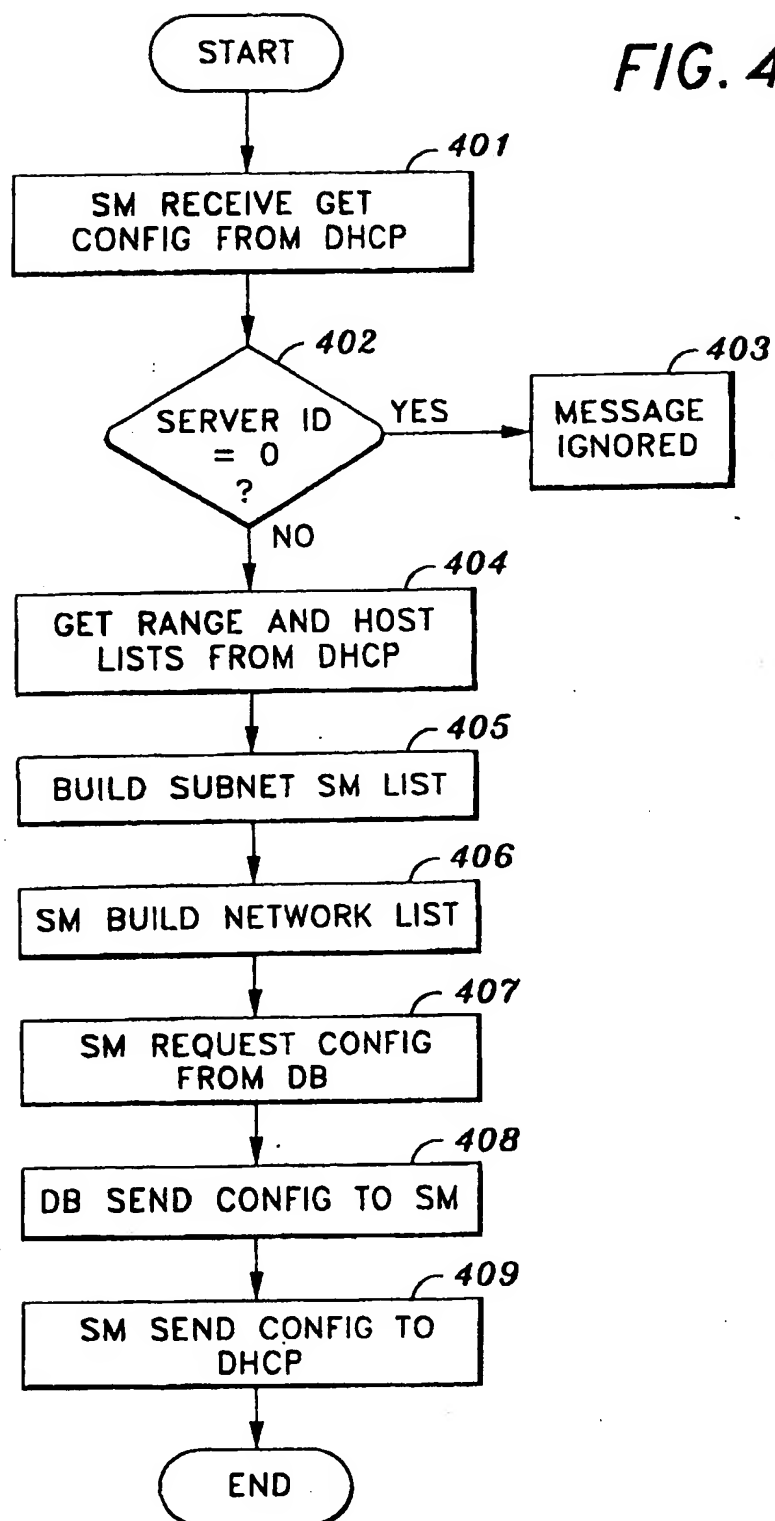 START
FIG. 4
401
SM RECEIVE GET
CONFIG FROM DHCP
402
SERVER ID
= 0
?
YES
403
MESSAGE
IGNORED
NO
404
GET RANGE AND HOST
LISTS FROM DHCP
405
BUILD SUBNET SM LIST
406
SM BUILD NETWORK LIST
407
SM REQUEST CONFIG
FROM DB
408
DB SEND CONFIG TO SM
409
SM SEND CONFIG TO
DHCP
END